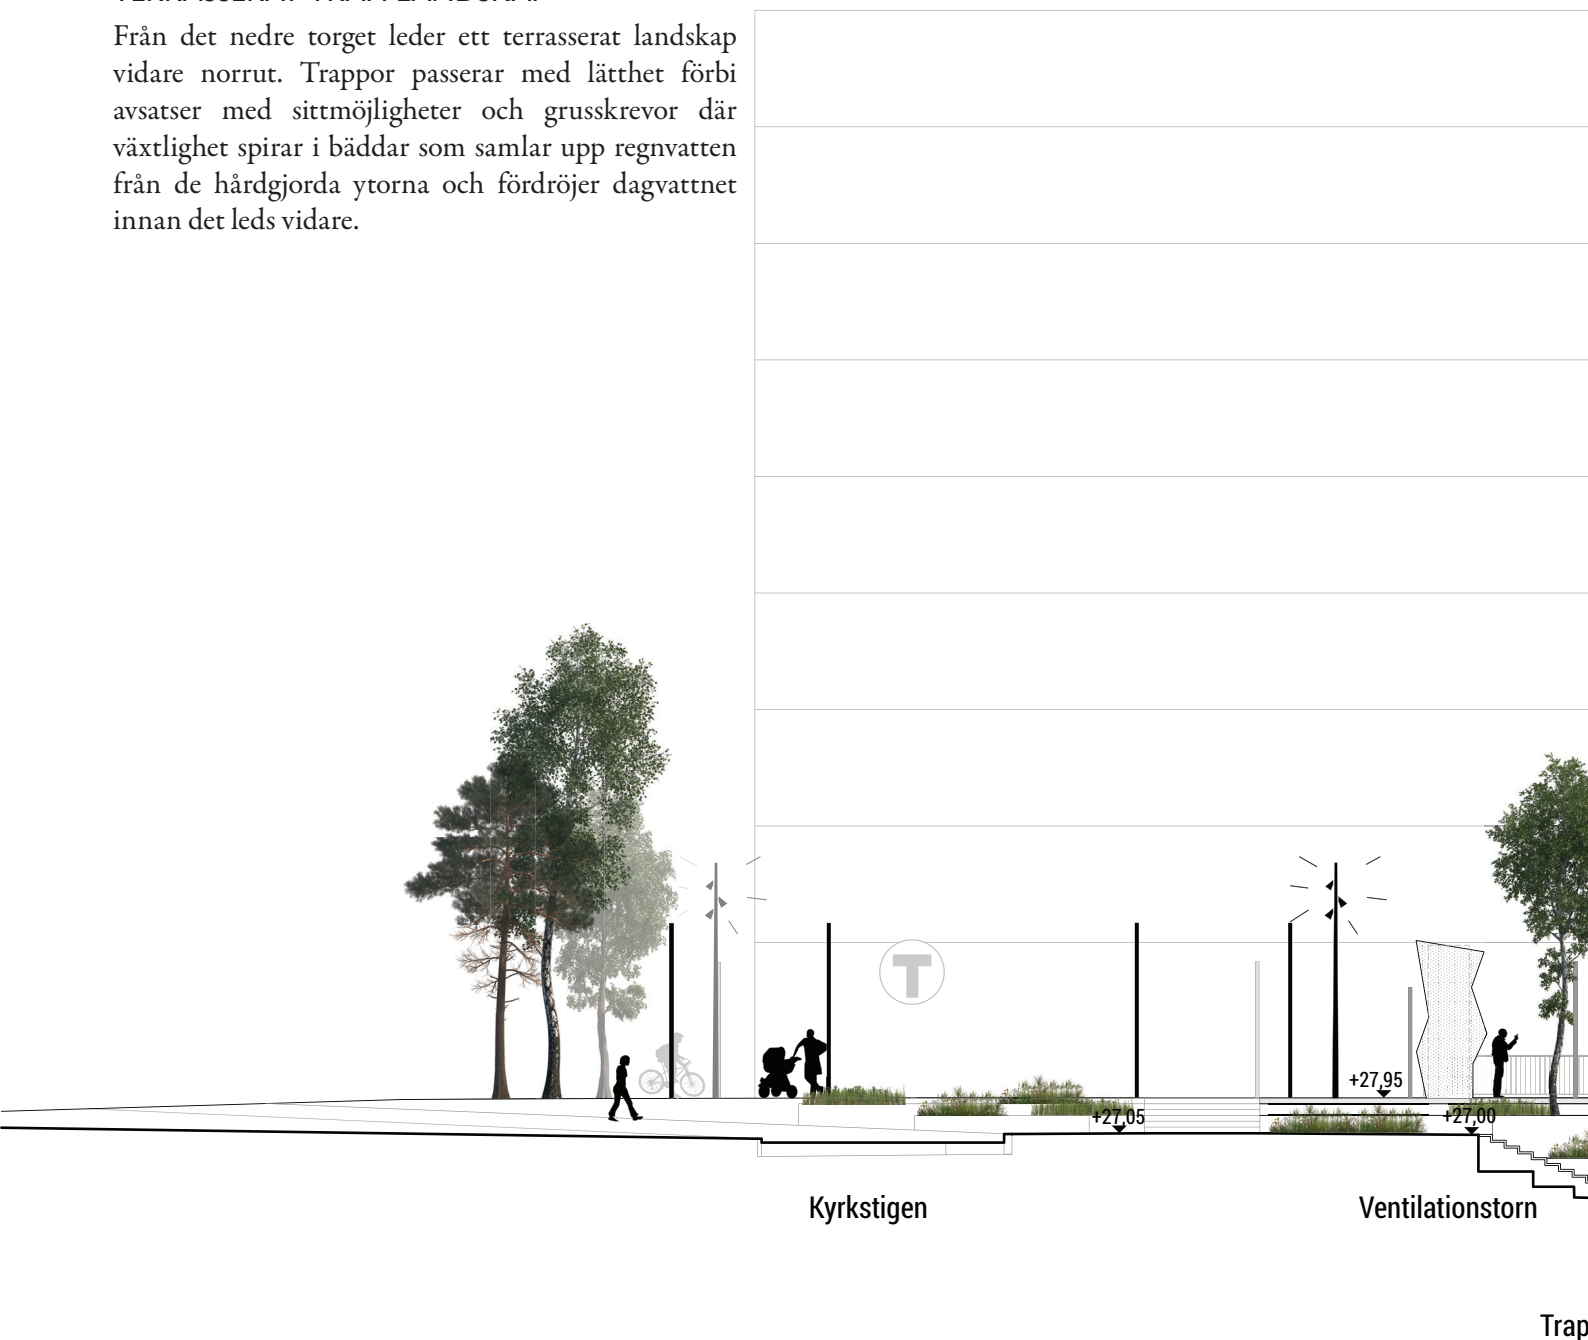 Från det nedre torget leder ett terrasserat landskap
vidare norrut. Trappor passerar med lätthet förbi
avsatser med sittmöjligheter och grusskrevor där
växtlighet spirar i bäddar som samlar upp regnvatten
från de hårdgjorda ytorna och fördröjer dagvattnet
innan det leds vidare.
T
+27,95
+27,05
+27,00
Kyrkstigen
Ventilationstorn
Trap